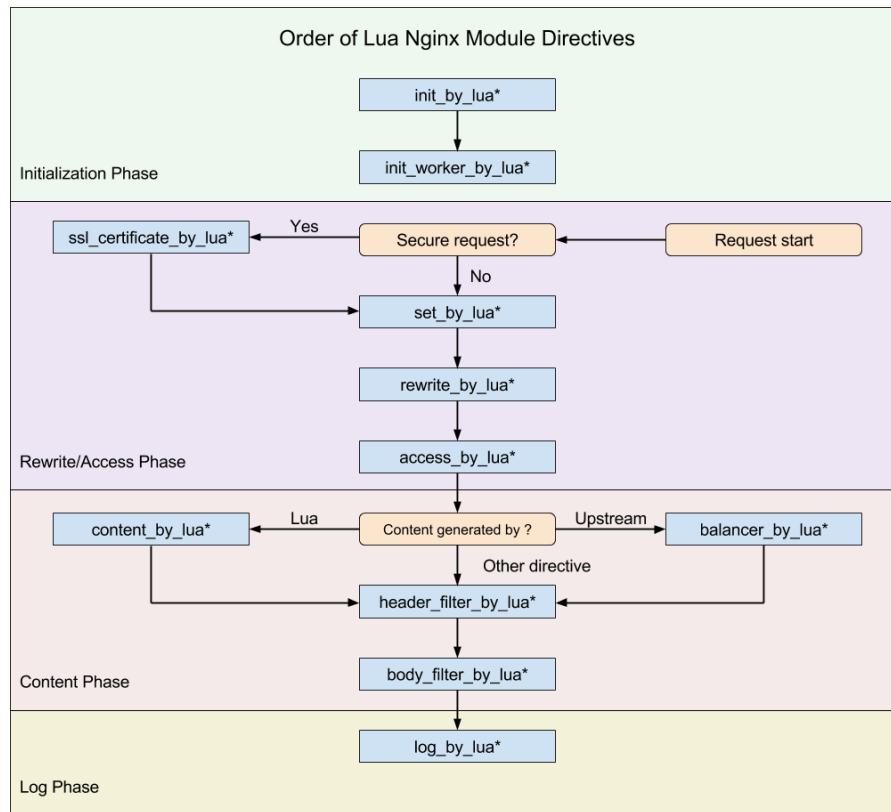 Order of Lua Nginx Module Directives
init_by_lua*
init_worker_by_lua*
Initialization Phase
Yes
ssl_certificate_by_lua*
Secure request?
Request start
No
set_by_lua*
rewrite_by_lua*
access_by_lua*
Rewrite/Access Phase
Lua
Upstream
content_by_lua*
Content generated by ?
balancer_by_lua*
Other directive
header_filter_by_lua*
body_filter_by_lua*
Content Phase
log_by_lua*
Log Phase